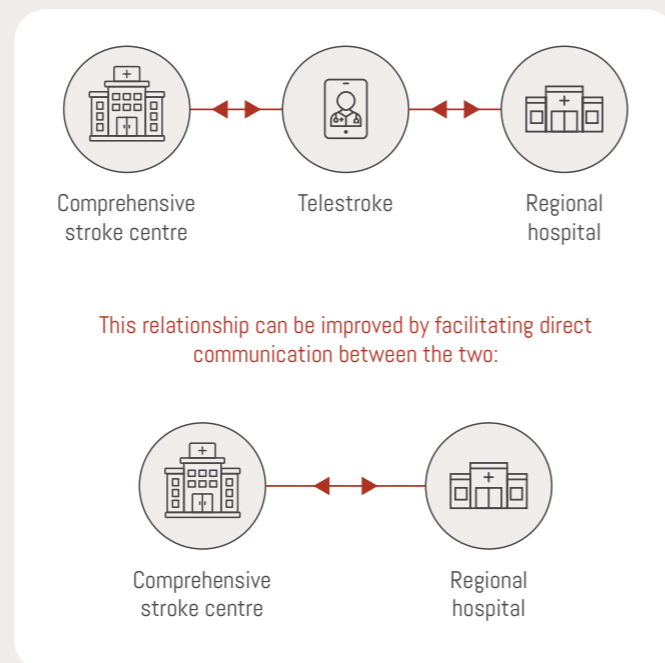 Comprehensive
stroke centre
Telestroke
Regional
hospital
This relationship can be improved by facilitating direct
communication between the two:
Comprehensive
stroke centre
Regional
hospital